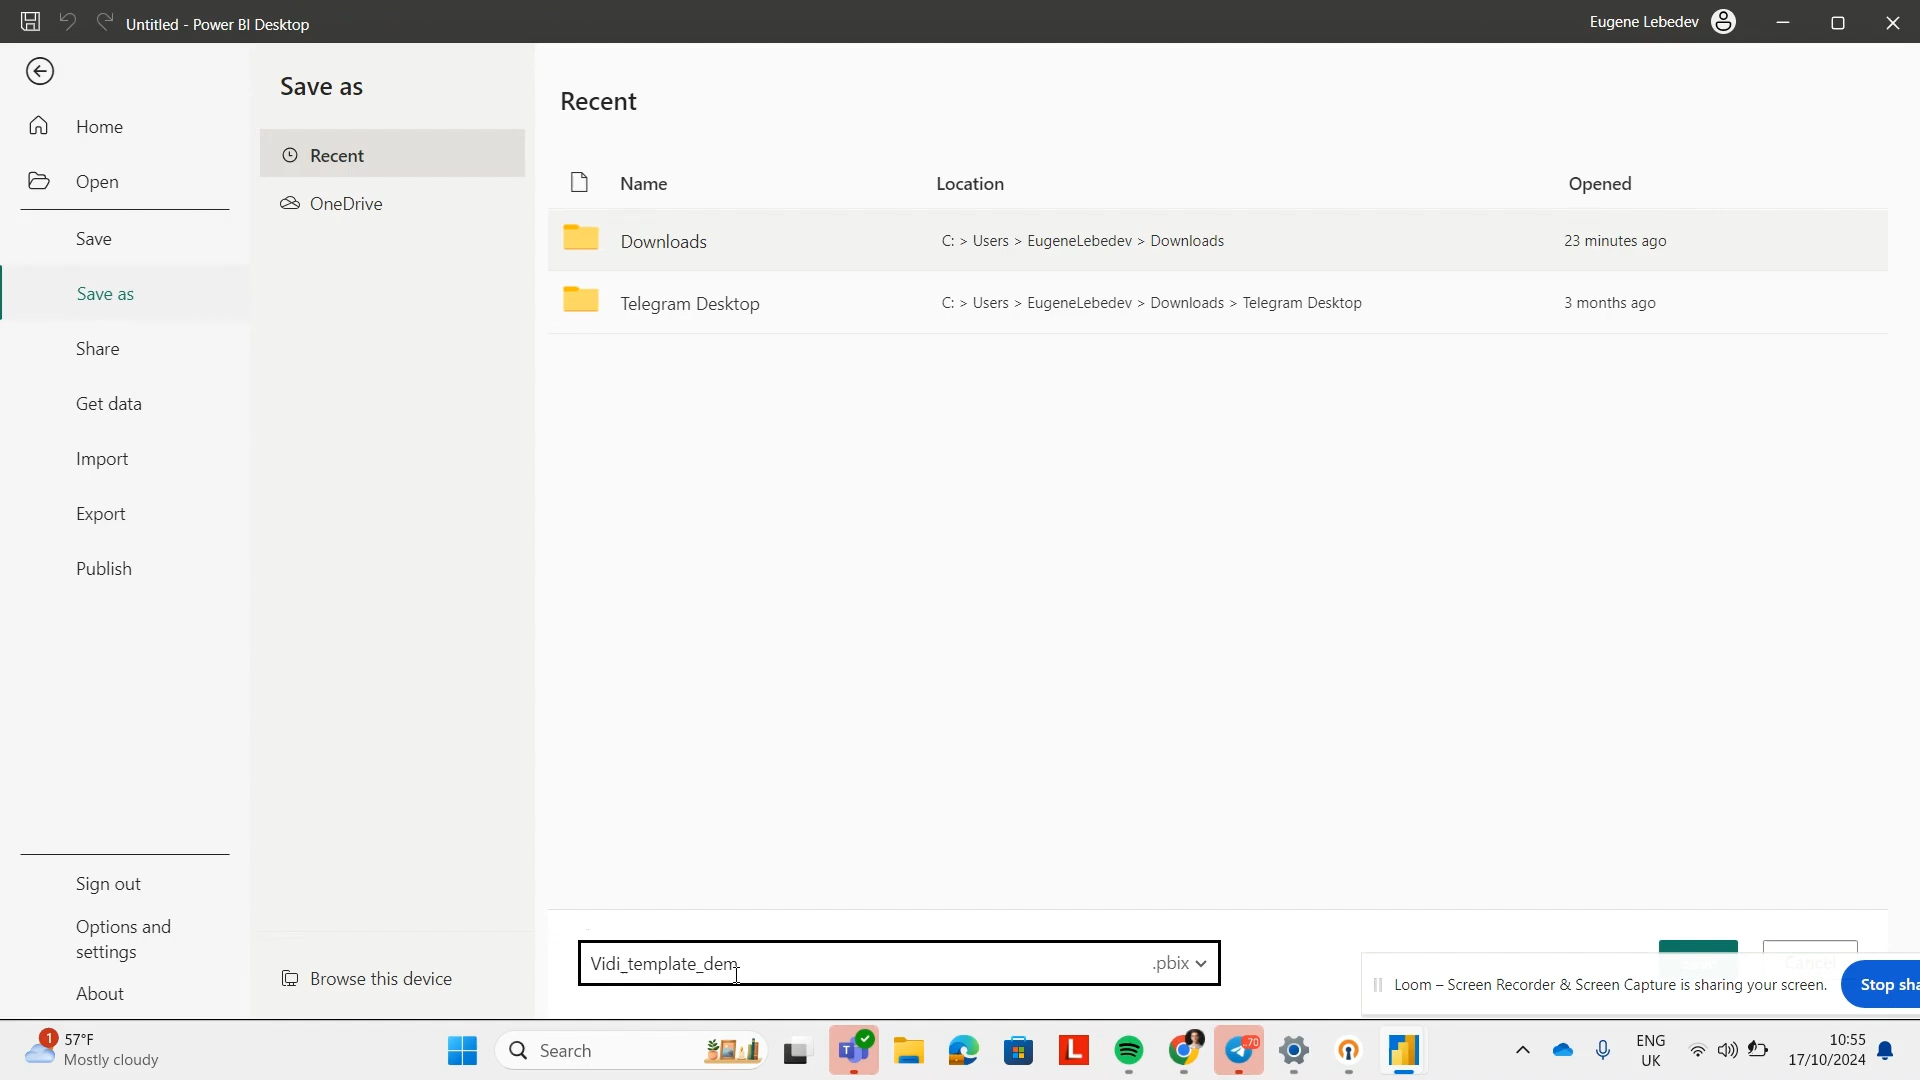 Untitled - Power BI Desktop
Eugene Lebedev
Home
Open
Save
Save as
Share
Get data
Import
Export
Publish
Sign out
Options and
settings
About
Save as
Recent
OneDrive
Browse this device
Recent
Name Location Opened
Downloads C: > Users > EugeneLebedev > Downloads 23 minutes ago
Telegram Desktop C: > Users > EugeneLebedev > Downloads > Telegram Desktop 3 months ago
Vidi_template_dem .pbix
Cancel
Loom – Screen Recorder & Screen Capture is sharing your screen. Stop sha
1
57°F
Mostly cloudy
Search
T
L
70
ENG
UK
10:55
17/10/2024